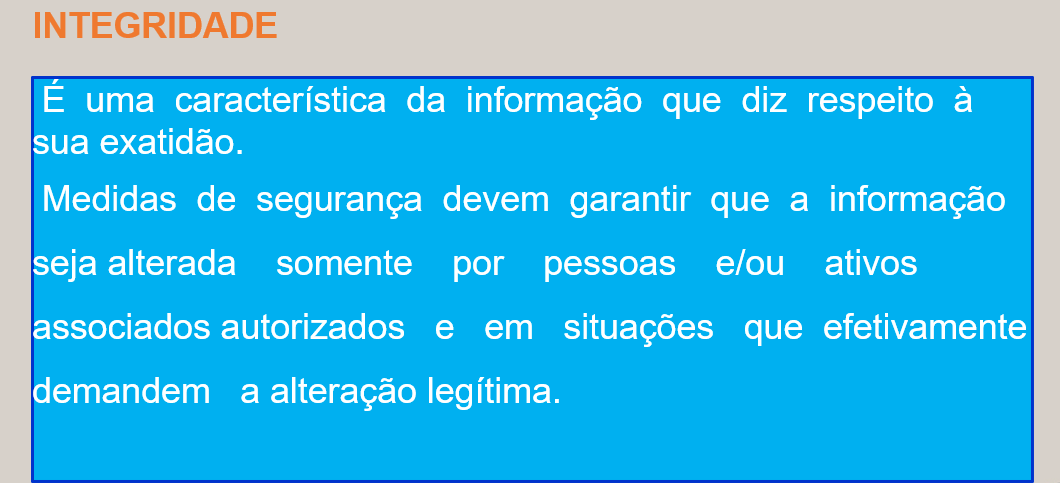 INTEGRIDADE
É uma característica da informação que diz respeito à
sua exatidão.
Medidas de segurança devem garantir que a informação
seja alterada somente por pessoas e/ou ativos
associados autorizados e em situações que efetivamente
demandem a alteração legítima.